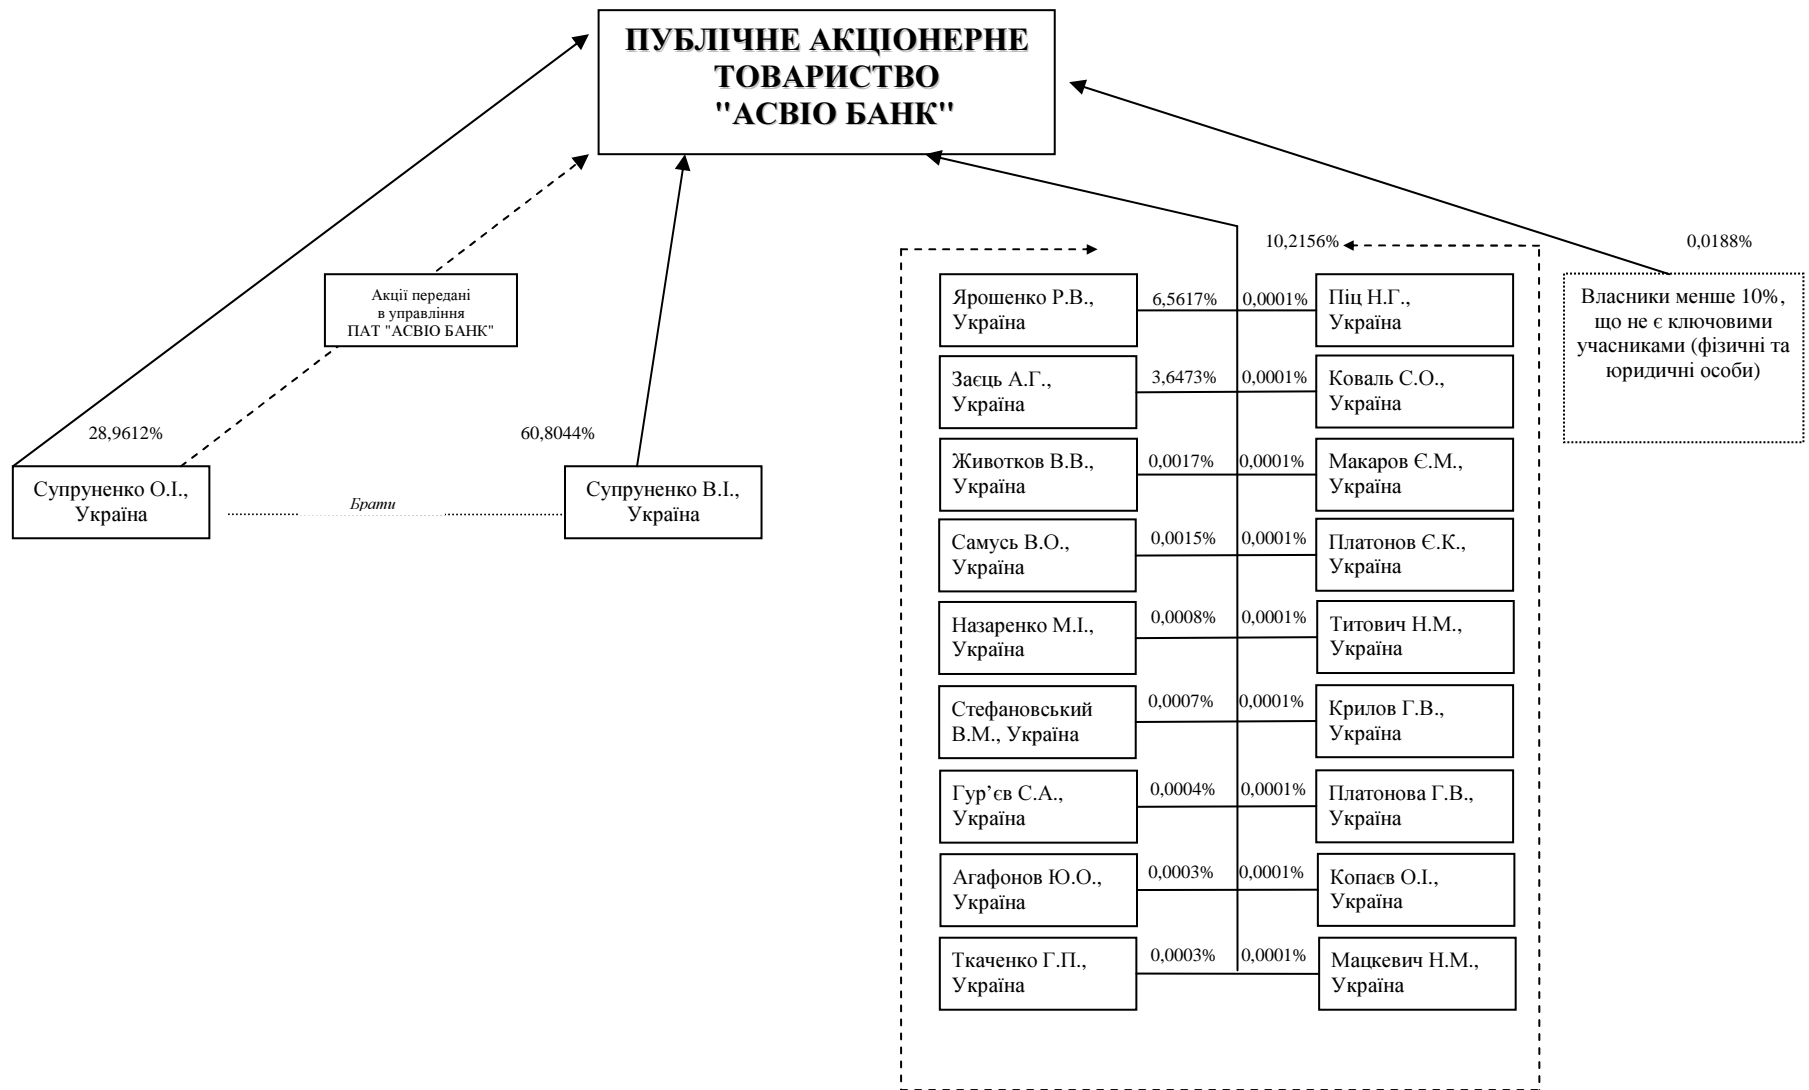 ПУБЛІЧНЕ АКЦІОНЕРНЕ
ТОВАРИСТВО
"АСВІО БАНК"
10,2156%
0,0188%
Акції передані
в управління
ПАТ "АСВІО БАНК"
28,9612%
60,8044%
Супруненко О.І.,
Україна
Брати
Супруненко В.І.,
Україна
Ярошенко Р.В.,
Україна
6,5617%
0,0001%
Піц Н.Г.,
Україна
Заєць А.Г.,
Україна
3,6473%
0,0001%
Коваль С.О.,
Україна
Животков В.В.,
Україна
0,0017%
0,0001%
Макаров Є.М.,
Україна
Самусь В.О.,
Україна
0,0015%
0,0001%
Платонов Є.К.,
Україна
Назаренко М.І.,
Україна
0,0008%
0,0001%
Титович Н.М.,
Україна
Стефановський
В.М., Україна
0,0007%
0,0001%
Крилов Г.В.,
Україна
Гур’єв С.А.,
Україна
0,0004%
0,0001%
Платонова Г.В.,
Україна
Агафонов Ю.О.,
Україна
0,0003%
0,0001%
Копаєв О.І.,
Україна
Ткаченко Г.П.,
Україна
0,0003%
0,0001%
Мацкевич Н.М.,
Україна
Власники менше 10%,
що не є ключовими
учасниками (фізичні та
юридичні особи)